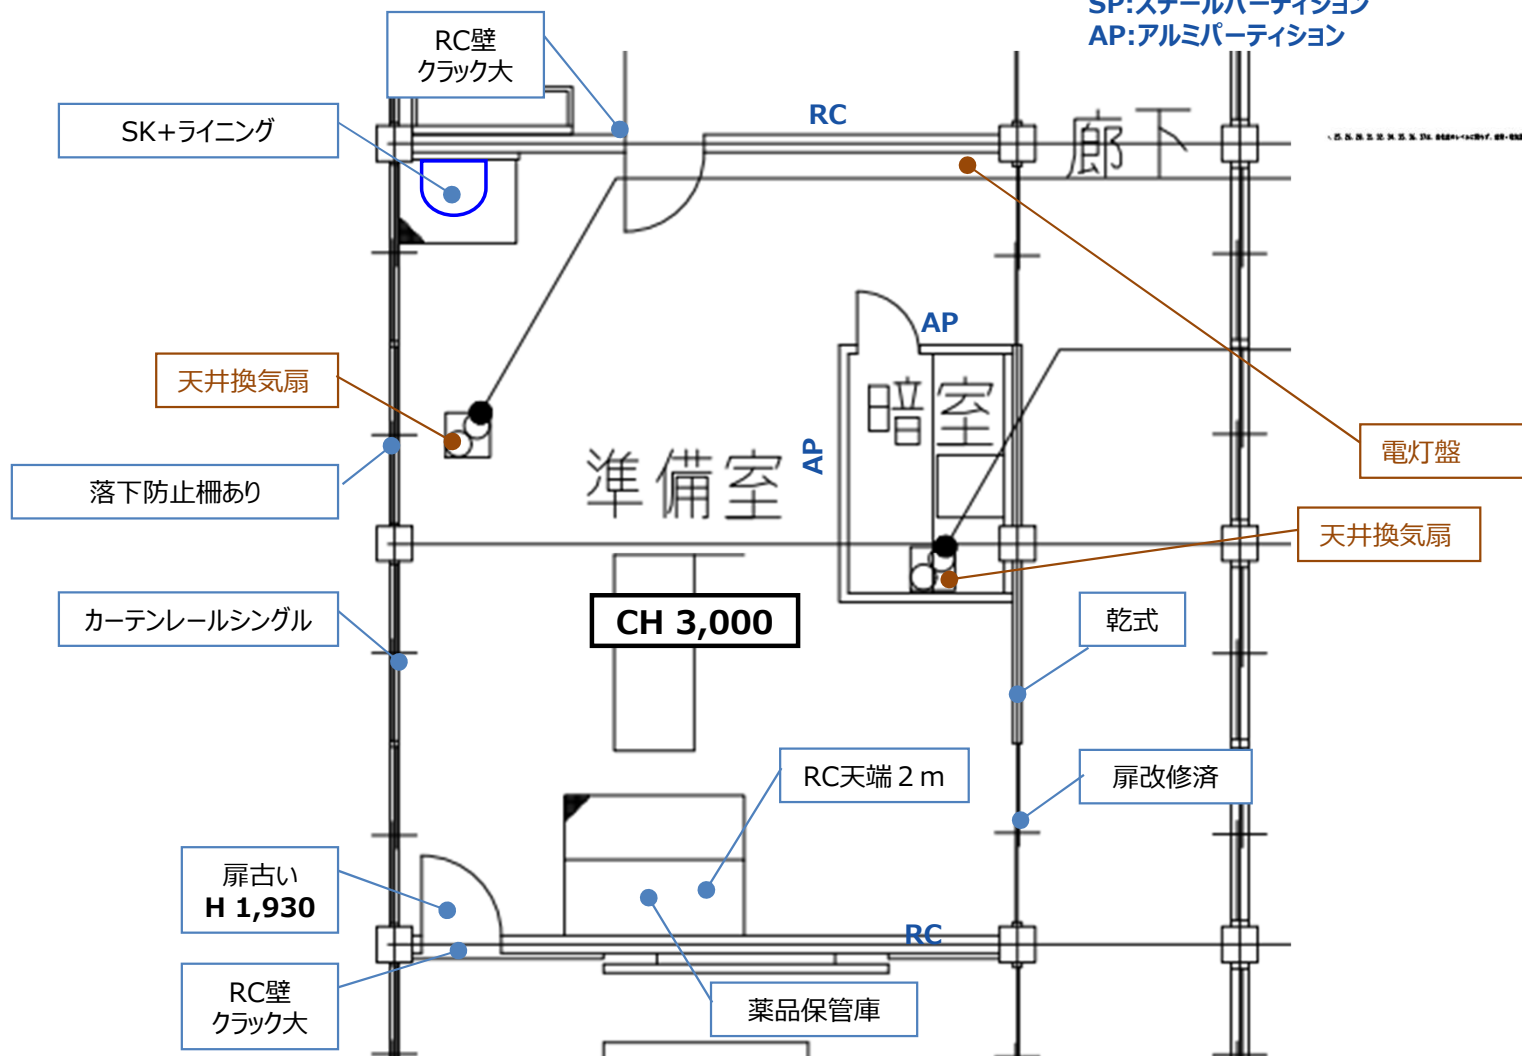 SP:スチールパーティション
AP:アルミパーティション
RC壁
クラック大
SK+ライニング
RC
廊下
天井換気扇
AP
暗室
AP
準備室
電灯盤
落下防止柵あり
天井換気扇
カーテンレールシングル
CH 3,000
乾式
RC天端２ｍ
扉改修済
扉古い
H 1,930
RC
RC壁
クラック大
薬品保管庫